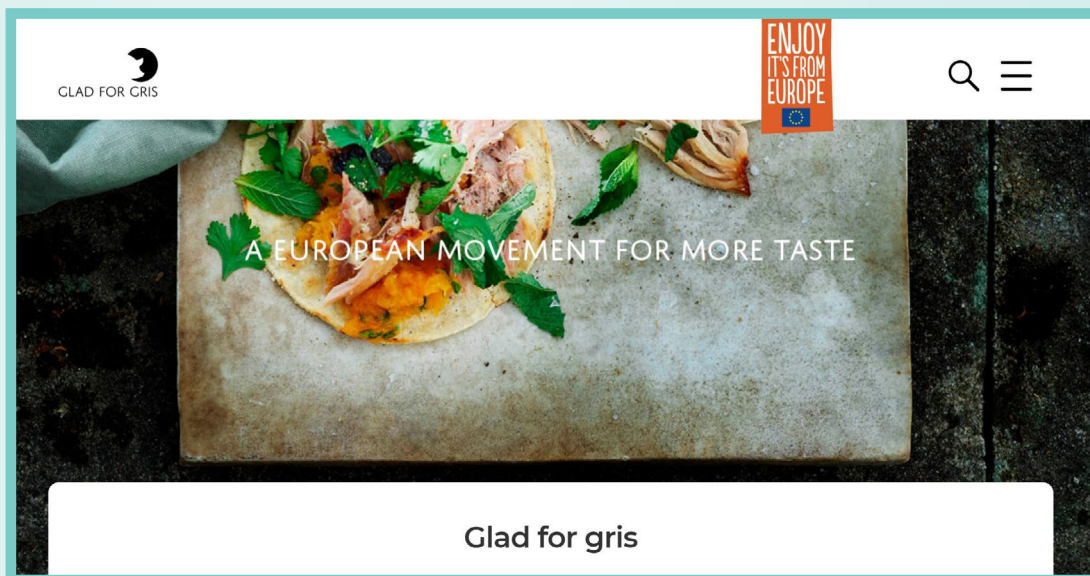 GLAD FOR GRIS
ENJOY
IT'S FROM
EUROPE
A EUROPEAN MOVEMENT FOR MORE TASTE
Glad for gris